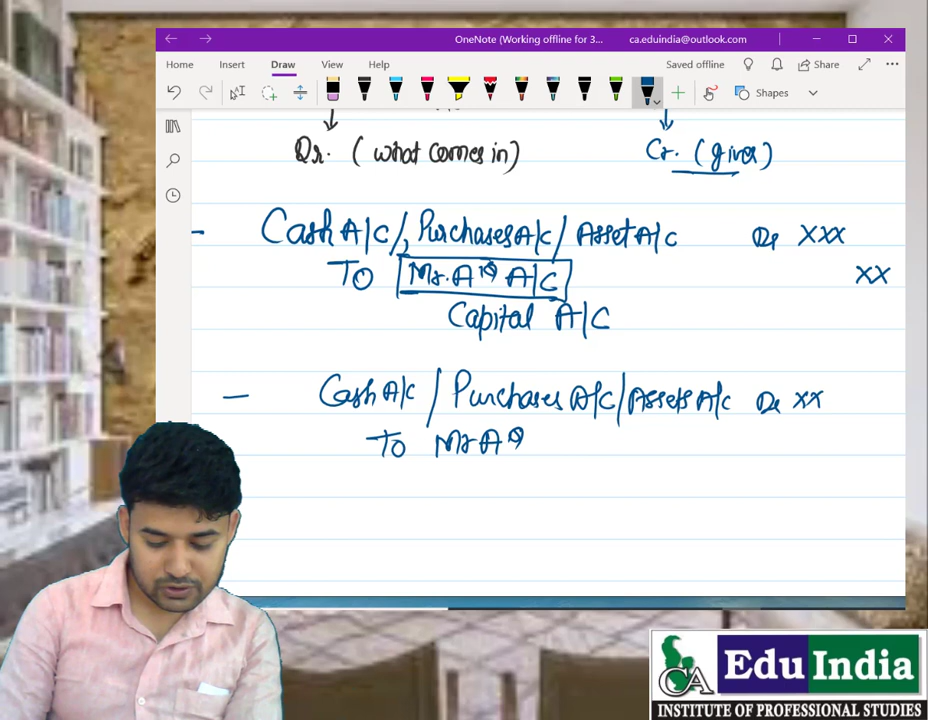 OneNote (Working offline for 3... ca.eduindia@outlook.com
Home Insert Draw View Help Saved offline Share
Shapes
Dr. (what comes in) Cr. (giver)
- Cash A/C/, Purchases A/C/ Asset A/C Dr XXX
To Mr. A's A/C XX
Capital A/C
- Cash A/c / Purchases A/C/Assets A/c Dr XX
To Mr A's
CA Edu India
INSTITUTE OF PROFESSIONAL STUDIES